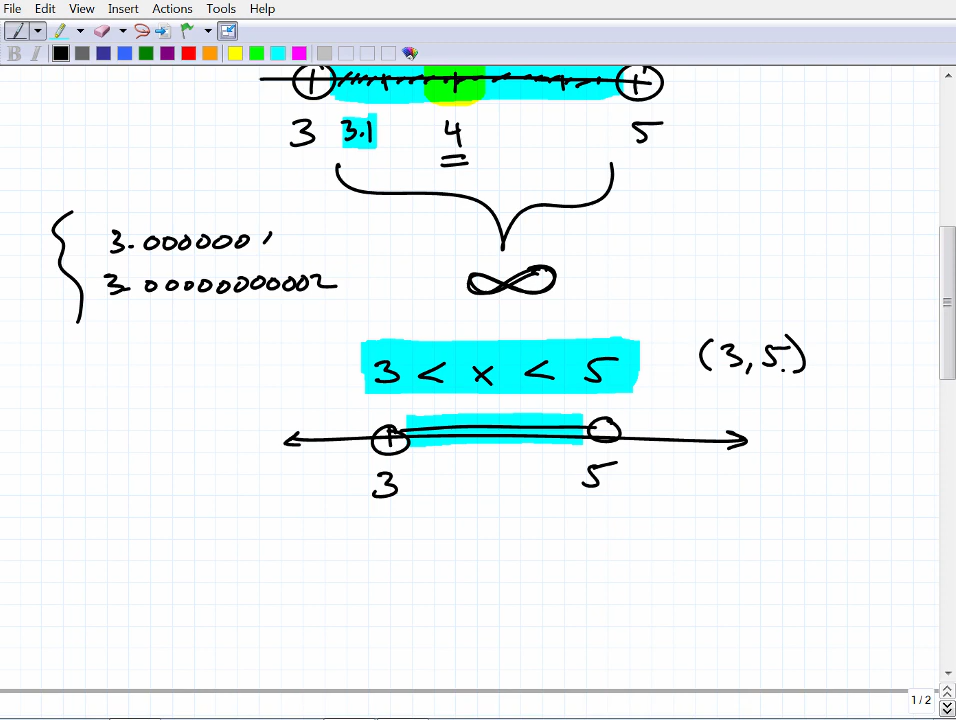 File Edit View Insert Actions Tools Help
B I
3 3.1 4 5
3.0000001
3.00000000002
∞
3 < x < 5 (3,5)
3 5
1/2